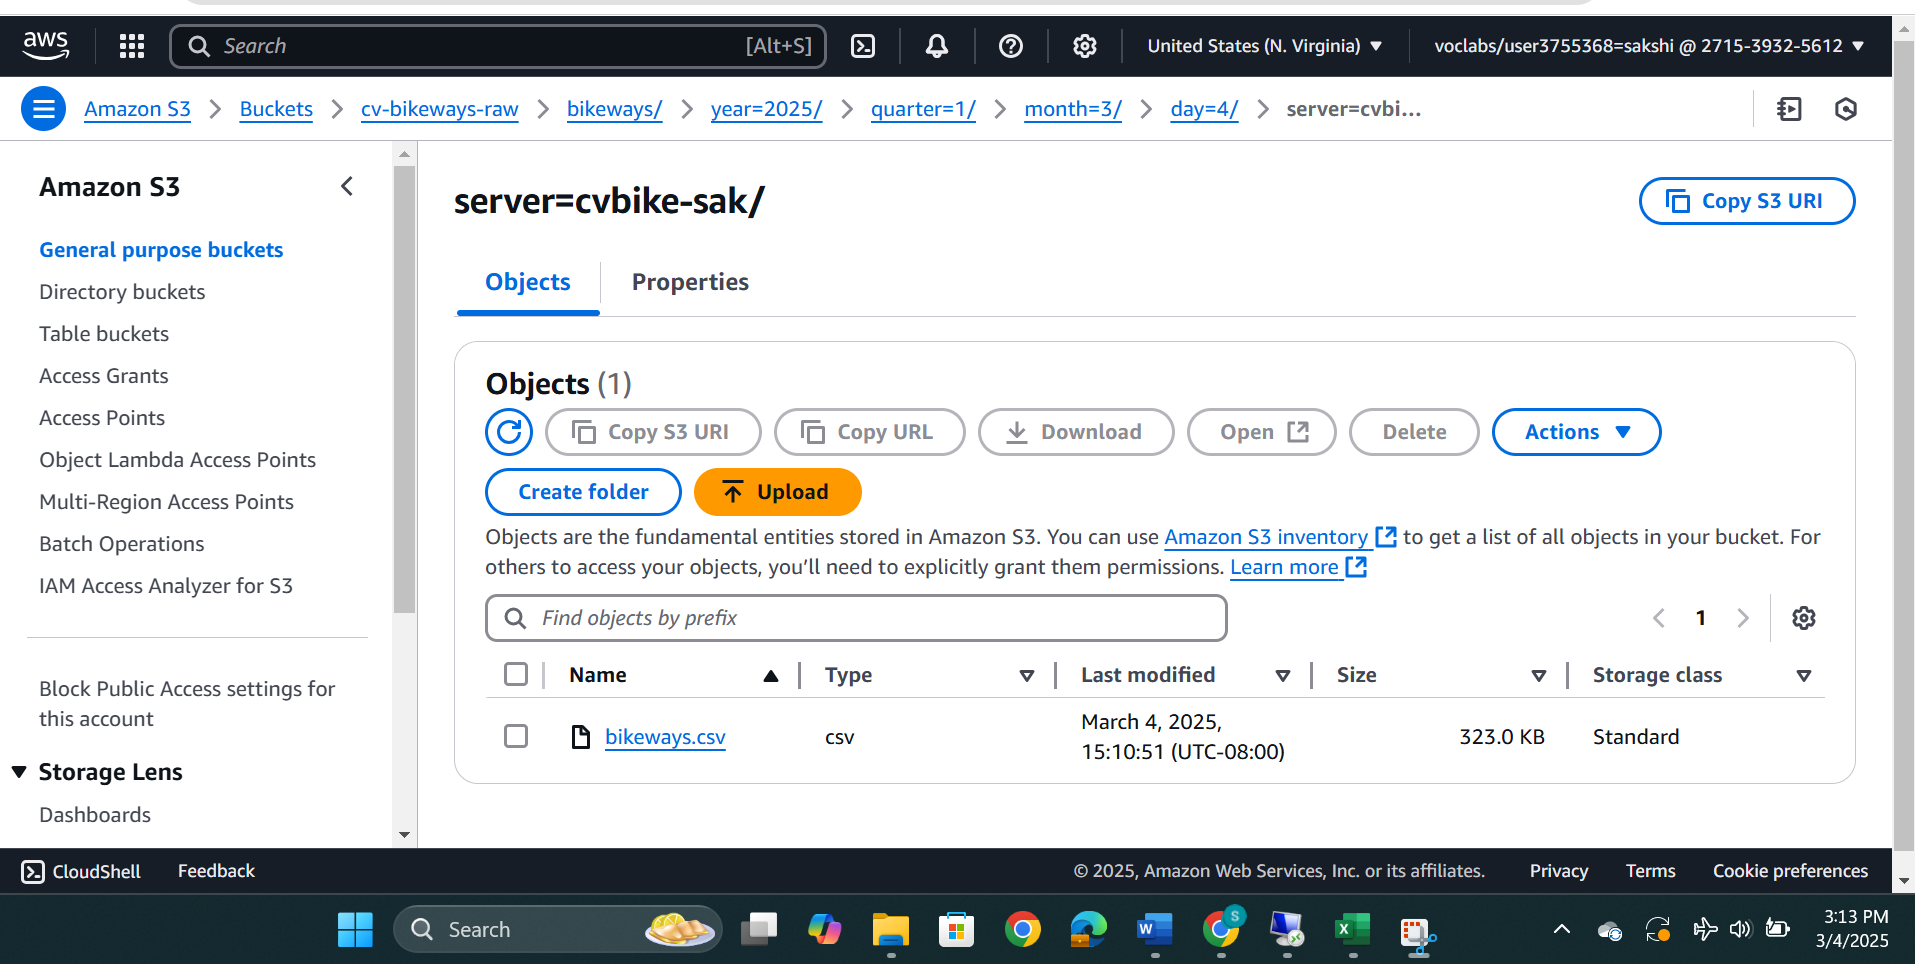 aws
Search
[Alt+S]
United States (N. Virginia)
voclabs/user3755368=sakshi @ 2715-3932-5612
Amazon S3
Buckets
cv-bikeways-raw
bikeways/
year=2025/
quarter=1/
month=3/
day=4/
server=cvbi...
Amazon S3
General purpose buckets
Directory buckets
Table buckets
Access Grants
Access Points
Object Lambda Access Points
Multi-Region Access Points
Batch Operations
IAM Access Analyzer for S3
Block Public Access settings for
this account
Storage Lens
Dashboards
server=cvbike-sak/
Copy S3 URI
Objects
Properties
Objects (1)
Copy S3 URI
Copy URL
Download
Open
Delete
Actions
Create folder
Upload
Objects are the fundamental entities stored in Amazon S3. You can use Amazon S3 inventory to get a list of all objects in your bucket. For
others to access your objects, you’ll need to explicitly grant them permissions. Learn more
Find objects by prefix
1
Name
Type
Last modified
Size
Storage class
bikeways.csv
csv
March 4, 2025,
15:10:51 (UTC-08:00)
323.0 KB
Standard
CloudShell
Feedback
© 2025, Amazon Web Services, Inc. or its affiliates.
Privacy
Terms
Cookie preferences
Search
W
S
X
3:13 PM
3/4/2025